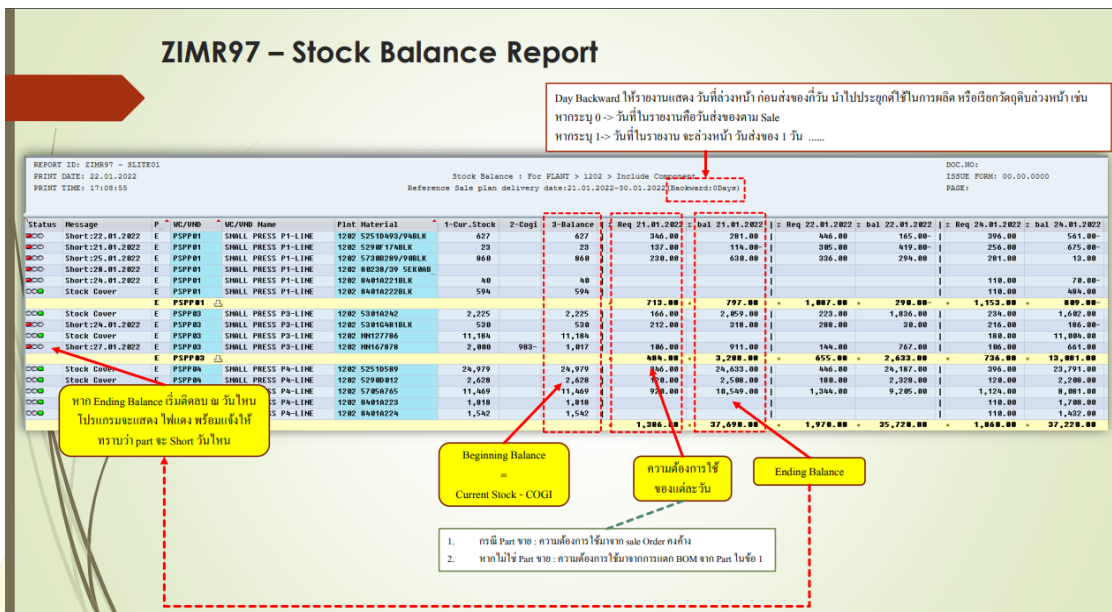 ZIMR97 – Stock Balance Report
Day Backward ให้รายงานแสดง วันที่ล่วงหน้า ก่อนส่งของกี่วัน นำไปประยุกต์ใช้ในการผลิต หรือเรียกวัตถุดิบล่วงหน้า เช่น
หากระบุ 0 -> วันที่ในรายงานคือวันส่งของตาม Sale
หากระบุ 1-> วันที่ในรายงาน จะล่วงหน้า วันส่งของ 1 วัน ......
REPORT ID: ZIMR97 - SLITE01 DOC.NO:
PRINT DATE: 22.01.2022 Stock Balance : For PLANT > 1202 > Include Component ISSUE FORM: 00.00.0000
PRINT TIME: 17:08:55 Reference Sale plan delivery date:21.01.2022-30.01.2022(Backward:0Days) PAGE:
Status Message P_ WC/VND WC/VND Name Plnt Material 1-Cur.Stock 2-Cogi 3-Balance | Σ Req 21.01.2022 Σ bal 21.01.2022 | Σ Req 22.01.2022 Σ bal 22.01.2022 | Σ Req 24.01.2022 Σ bal 24.01.2022
Short:22.01.2022 E PSPP01 SMALL PRESS P1-LINE 1202 5251D493/94BLK 627 627 | 346.00 281.00 | 446.00 165.00- | 396.00 561.00-
Short:21.01.2022 E PSPP01 SMALL PRESS P1-LINE 1202 5290F174BLK 23 23 | 137.00 114.00- | 305.00 419.00- | 256.00 675.00-
Short:25.01.2022 E PSPP01 SMALL PRESS P1-LINE 1202 5730B289/90BLK 860 860 | 230.00 630.00 | 336.00 294.00 | 281.00 13.00
Short:28.01.2022 E PSPP01 SMALL PRESS P1-LINE 1202 80238/39 5EK0AB
Short:24.01.2022 E PSPP01 SMALL PRESS P1-LINE 1202 8401A221BLK 40 40 | 110.00 70.00-
Stock Cover E PSPP01 SMALL PRESS P1-LINE 1202 8401A222BLK 594 594 | 110.00 484.00
E PSPP01 713.00 797.00 1,087.00 290.00- 1,153.00 809.00-
Stock Cover E PSPP03 SMALL PRESS P3-LINE 1202 5301A242 2,225 2,225 | 166.00 2,059.00 | 223.00 1,836.00 | 234.00 1,602.00
Short:24.01.2022 E PSPP03 SMALL PRESS P3-LINE 1202 5301G481BLK 530 530 | 212.00 318.00 | 288.00 30.00 | 216.00 186.00-
Stock Cover E PSPP03 SMALL PRESS P3-LINE 1202 MN127786 11,184 11,184 | 180.00 11,004.00
Short:27.01.2022 E PSPP03 SMALL PRESS P3-LINE 1202 MN167878 2,000 983- 1,017 | 106.00 911.00 | 144.00 767.00 | 106.00 661.00
E PSPP03 484.00 3,288.00 655.00 2,633.00 736.00 13,081.00
Stock Cover E PSPP04 SMALL PRESS P4-LINE 1202 5251D589 24,979 24,979 | 346.00 24,633.00 | 446.00 24,187.00 | 396.00 23,791.00
Stock Cover E PSPP04 SMALL PRESS P4-LINE 1202 5290D012 2,628 2,628 | 120.00 2,508.00 | 180.00 2,328.00 | 120.00 2,208.00
SS P4-LINE 1202 5705A765 11,469 11,469 | 10,549.00 | 1,344.00 9,205.00 | 1,124.00 8,081.00
SS P4-LINE 1202 8401A223 1,818 1,818 | 110.00 1,708.00
SS P4-LINE 1202 8401A224 1,542 1,542 | 110.00 1,432.00
1,386.00 37,690.00 1,970.00 35,720.00 1,860.00 37,220.00
หาก Ending Balance เริ่มติดลบ ณ วันไหน
โปรแกรมจะแสดง ไฟแดง พร้อมแจ้งให้
ทราบว่า part จะ Short วันไหน
Beginning Balance
=
Current Stock - COGI
ความต้องการใช้
ของแต่ละวัน
Ending Balance
1. กรณี Part ขาย : ความต้องการใช้มาจาก sale Order คงค้าง
2. หากไม่ใช่ Part ขาย : ความต้องการใช้มาจากการแตก BOM จาก Part ในข้อ 1